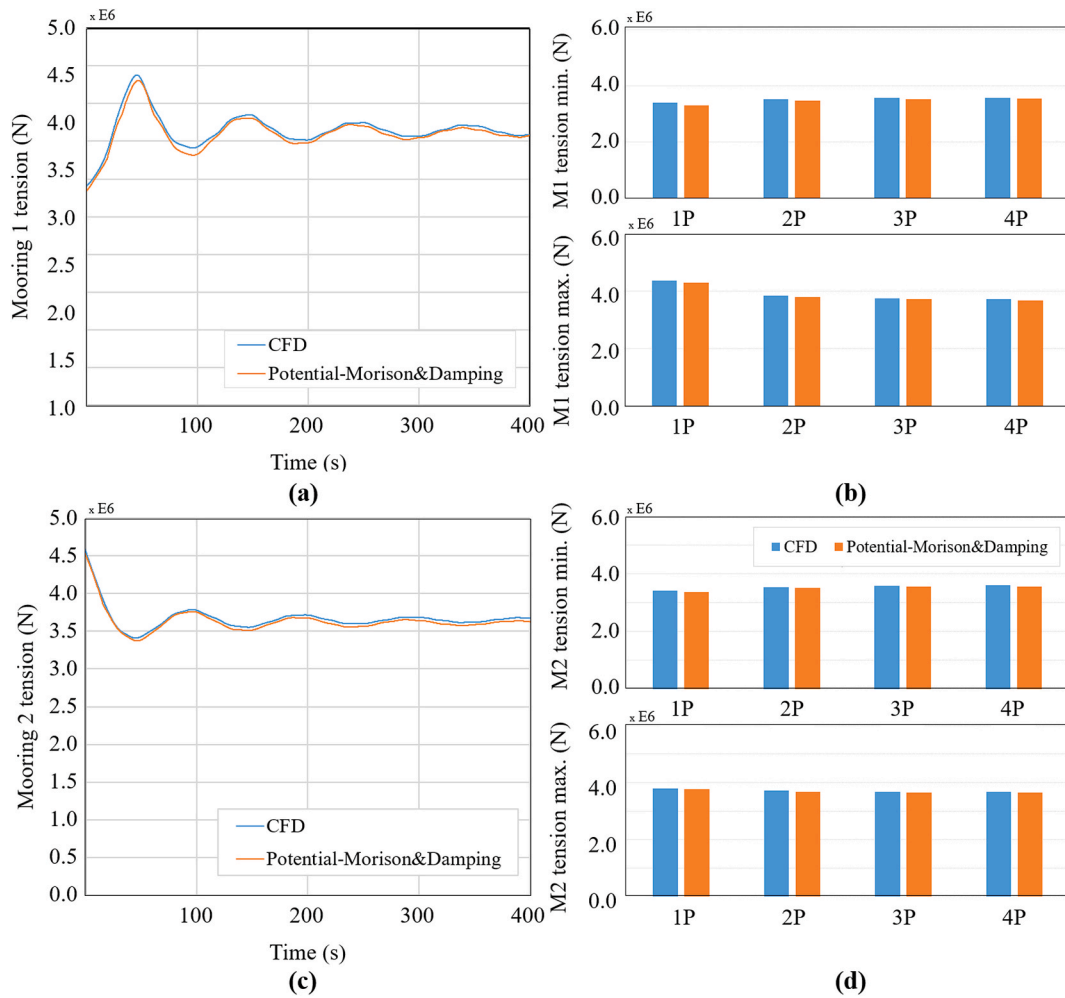 x E6
5.0
4.5
4.0
3.5
3.0
2.5
2.0
1.5
1.0
Mooring 1 tension (N)
CFD
Potential-Morison&Damping
100
200
300
400
Time (s)
(a)
x E6
6.0
4.0
2.0
0.0
M1 tension min. (N)
1P
2P
3P
4P
x E6
6.0
4.0
2.0
0.0
M1 tension max. (N)
1P
2P
3P
4P
(b)
x E6
5.0
4.5
4.0
3.5
3.0
2.5
2.0
1.5
1.0
0.5
0.0
Mooring 2 tension (N)
CFD
Potential-Morison&Damping
100
200
300
400
Time (s)
(c)
x E6
6.0
4.0
2.0
0.0
M2 tension min. (N)
CFD
Potential-Morison&Damping
1P
2P
3P
4P
x E6
6.0
4.0
2.0
0.0
M2 tension max. (N)
1P
2P
3P
4P
(d)